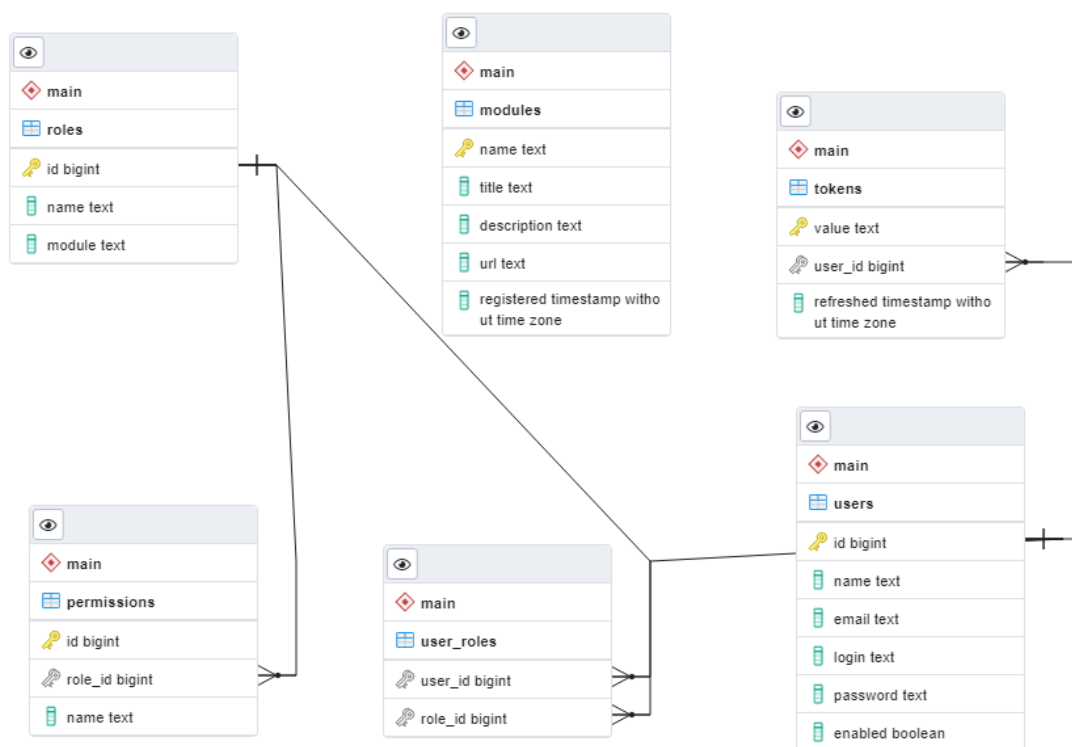 main
roles
id bigint
name text
module text
main
modules
name text
title text
description text
url text
registered timestamp witho
ut time zone
main
tokens
value text
user_id bigint
refreshed timestamp witho
ut time zone
main
permissions
id bigint
role_id bigint
name text
main
user_roles
user_id bigint
role_id bigint
main
users
id bigint
name text
email text
login text
password text
enabled boolean